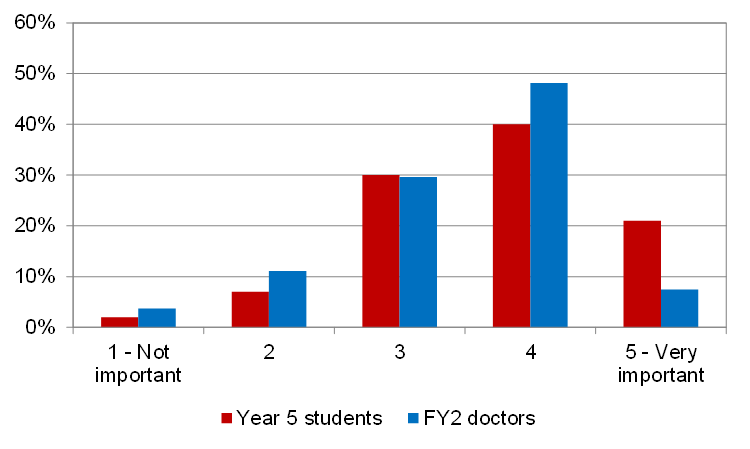 60%
50%
40%
30%
20%
10%
0%
1 - Not
important
2
3
4
5 - Very
important
Year 5 students
FY2 doctors